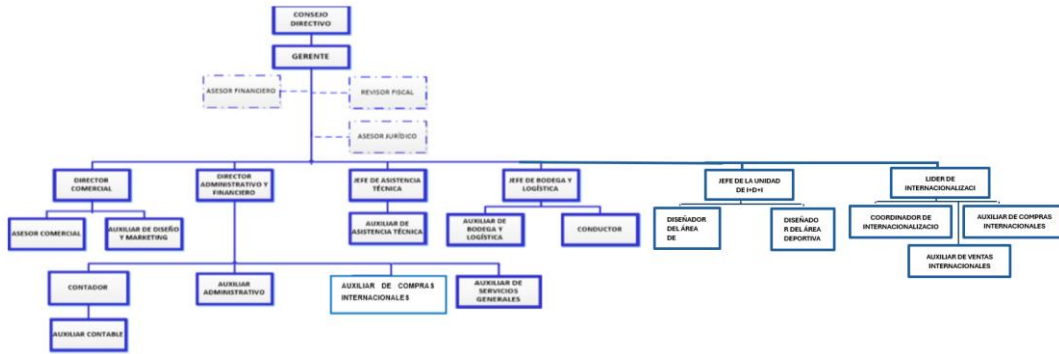 CONSEJO
DIRECTIVO
GERENTE
ASESOR FINANCIERO
REVISOR FISCAL
ASESOR JURÍDICO
DIRECTOR
COMERCIAL
DIRECTOR
ADMINISTRATIVO Y
FINANCIERO
JEFE DE ASISTENCIA
TÉCNICA
JEFE DE BODEGA Y
LOGÍSTICA
JEFE DE LA UNIDAD
DE I+D+I
LIDER DE
INTERNACIONALIZACI
ASESOR COMERCIAL
AUXILIAR DE DISEÑO
Y MARKETING
AUXILIAR DE
ASISTENCIA TÉCNICA
AUXILIAR DE
BODEGA Y
LOGÍSTICA
CONDUCTOR
DISEÑADOR
DEL ÁREA
DE
DISEÑADO
R DEL ÁREA
DEPORTIVA
COORDINADOR DE
INTERNACIONALIZACIO
AUXILIAR DE COMPRAS
INTERNACIONALES
AUXILIAR DE VENTAS
INTERNACIONALES
CONTADOR
AUXILIAR
ADMINISTRATIVO
AUXILIAR DE COMPRAS
INTERNACIONALES
AUXILIAR DE
SERVICIOS
GENERALES
AUXILIAR CONTABLE